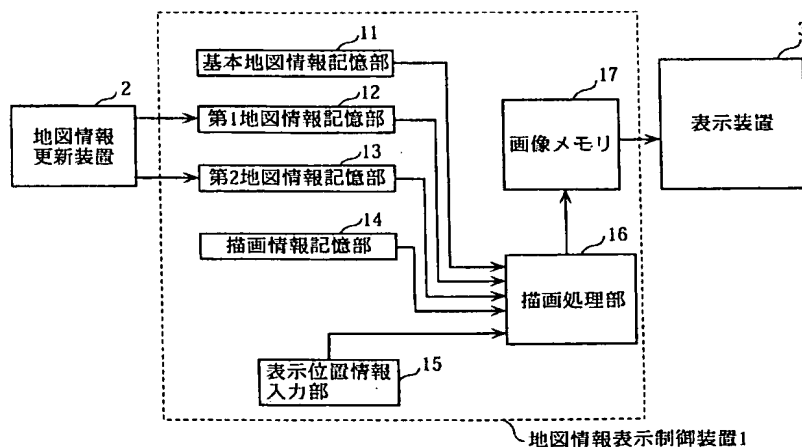 11
基本地図情報記憶部
2
地図情報
更新装置
12
第1地図情報記憶部
13
第2地図情報記憶部
14
描画情報記憶部
17
画像メモリ
3
表示装置
16
描画処理部
表示位置情報
入力部
15
地図情報表示制御装置1